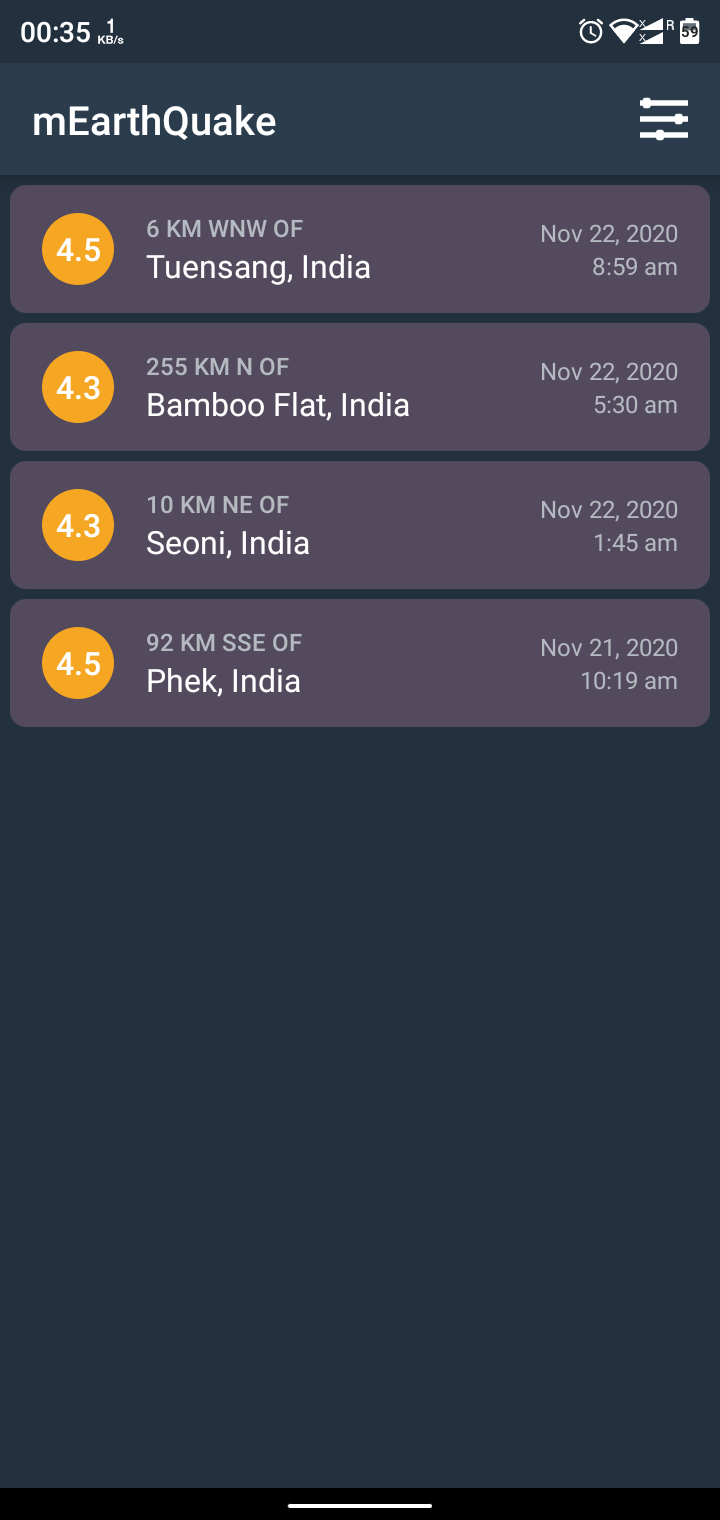 00:35 1 KB/s R 59
mEarthQuake
4.5 6 KM WNW OF Nov 22, 2020
Tuensang, India 8:59 am
4.3 255 KM N OF Nov 22, 2020
Bamboo Flat, India 5:30 am
4.3 10 KM NE OF Nov 22, 2020
Seoni, India 1:45 am
4.5 92 KM SSE OF Nov 21, 2020
Phek, India 10:19 am